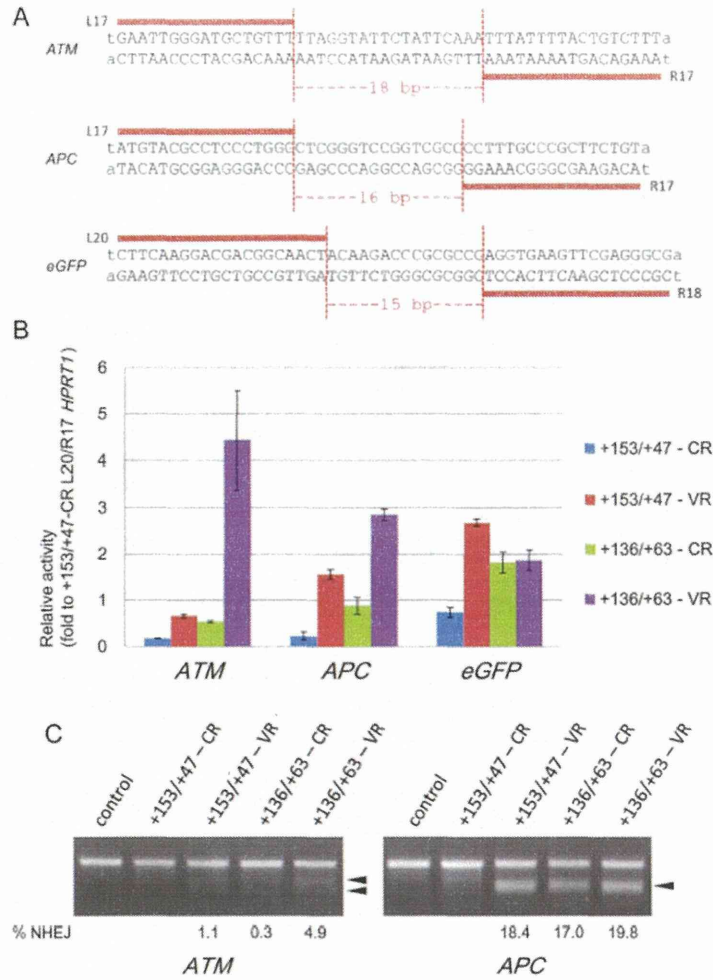 A
L17
ATM
tGAATTGGGATGCTGTTTTTAGGTATTCTATTCAAATTTATTTTACTGTCTTTa
aCTTAACCCTACGACAAAAATCCATAAGATAAGTTTAAATAAAATGACAGAAAt
18 bp
R17
L17
APC
tATGTACGCCTCCCTGGGCTCGGGTCCGGTCGCCCCTTTGCCCGCTTCTGTa
aTACATGCGGAGGGACCCGAGCCCAGGCCAGCGGGGAAACGGGCGAAGACAt
16 bp
R17
L20
eGFP
tCTTCAAGGACGACGGCAACTACAAGACCCGCGCCGAGGTGAAGTTCGAGGGCGa
aGAAGTTCCTGCTGCCGTTGATGTTCTGGGCGCGGCTCCACTTCAAGCTCCCGCt
15 bp
R18
B
Relative activity
(fold to +153/+47-CR L20/R17 HPRT1)
6
5
4
3
2
1
0
ATM APC eGFP
+153/+47 - CR
+153/+47 - VR
+136/+63 - CR
+136/+63 - VR
C
control +153/+47 – CR +153/+47 – VR +136/+63 – CR +136/+63 – VR
control +153/+47 – CR +153/+47 – VR +136/+63 – CR +136/+63 – VR
% NHEJ 1.1 0.3 4.9 18.4 17.0 19.8
ATM APC